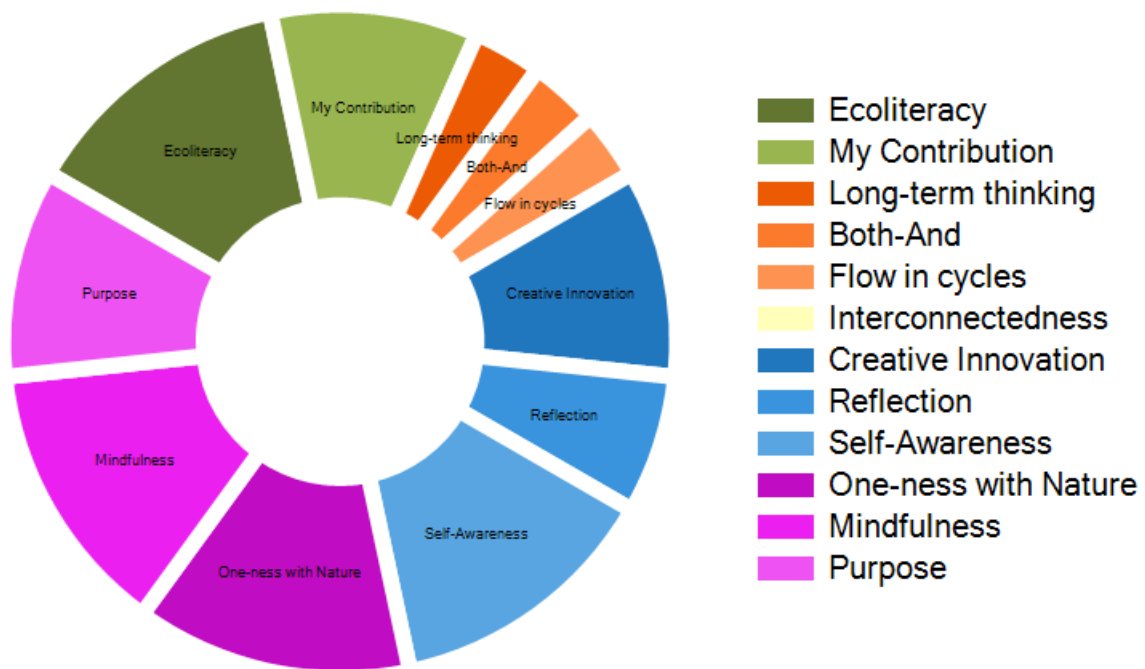 My Contribution
Long-term thinking
Ecoliteracy
Both-And
Flow in cycles
Purpose
Creative Innovation
Reflection
Mindfulness
Self-Awareness
One-ness with Nature
Ecoliteracy
My Contribution
Long-term thinking
Both-And
Flow in cycles
Interconnectedness
Creative Innovation
Reflection
Self-Awareness
One-ness with Nature
Mindfulness
Purpose